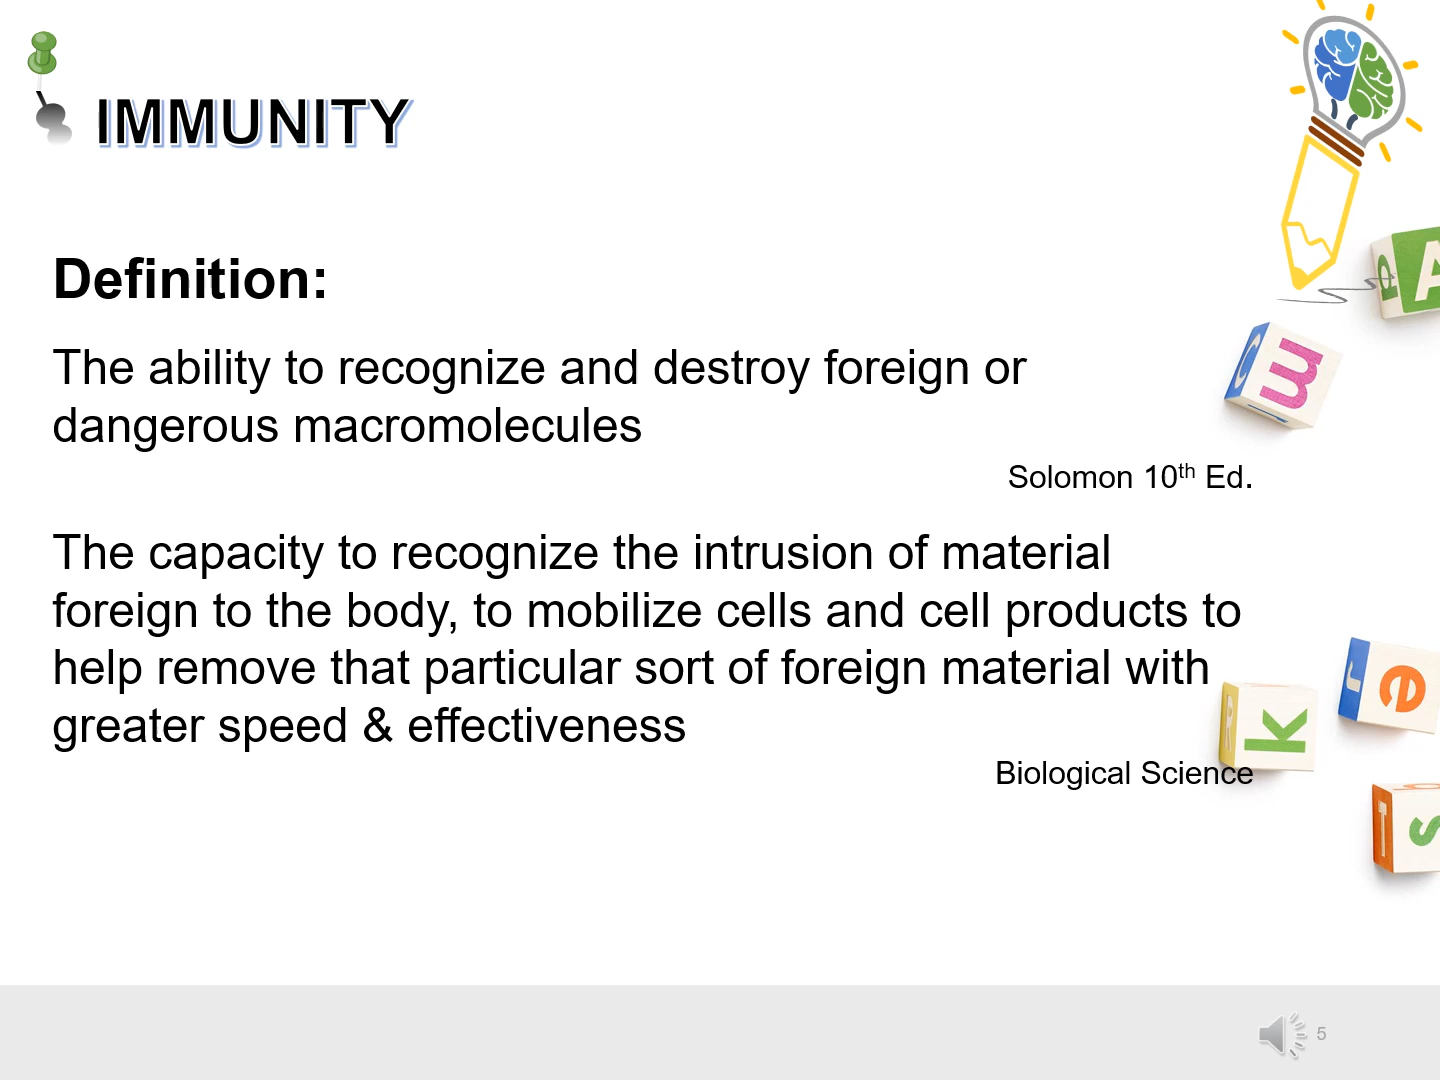 IMMUNITY
Definition:
The ability to recognize and destroy foreign or
dangerous macromolecules
Solomon 10th Ed.
The capacity to recognize the intrusion of material
foreign to the body, to mobilize cells and cell products to
help remove that particular sort of foreign material with
greater speed & effectiveness
Biological Science
A
C
m
e
k
R
T
s
5